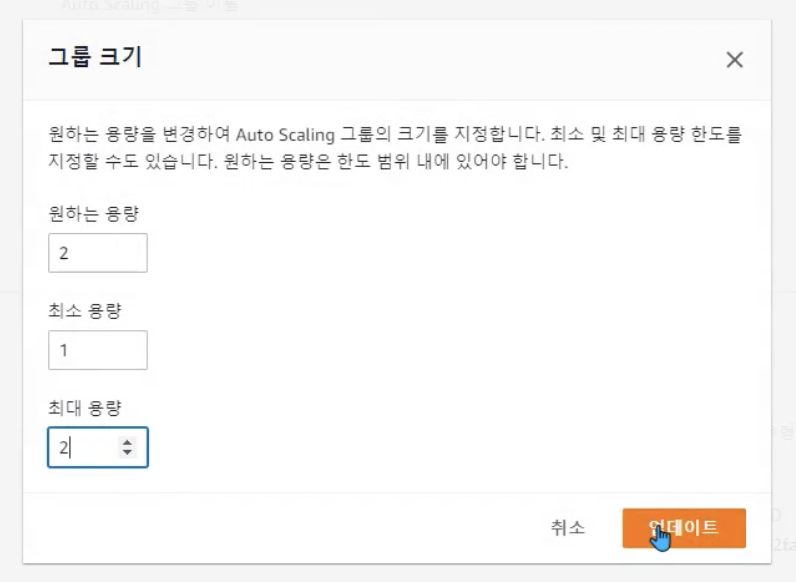 Auto Scaling 그룹 이름
그룹 크기
원하는 용량을 변경하여 Auto Scaling 그룹의 크기를 지정합니다. 최소 및 최대 용량 한도를
지정할 수도 있습니다. 원하는 용량은 한도 범위 내에 있어야 합니다.
원하는 용량
2
최소 용량
1
최대 용량
2
취소
업데이트